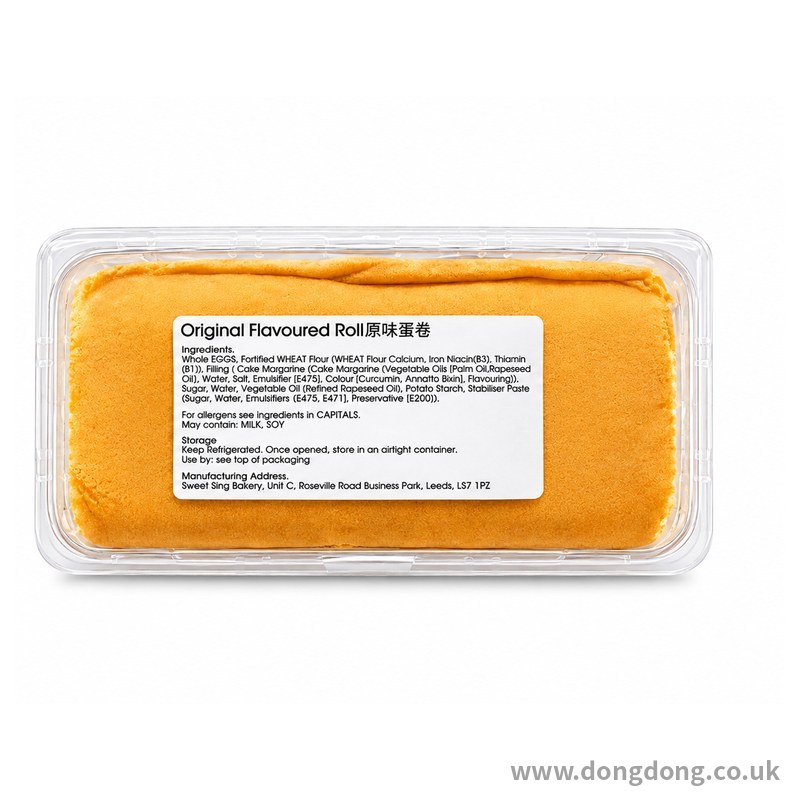 Original Flavoured Roll原味蛋卷
Ingredients.
Whole EGGS, Fortified WHEAT Flour (WHEAT Flour Calcium, Iron Niacin(B3), Thiamin
(B1)), Filling ( Cake Margarine (Cake Margarine (Vegetable Oils [Palm Oil,Rapeseed
Oil], Water, Salt, Emulsifier [E475], Colour [Curcumin, Annatto Bixin], Flavouring)).
Sugar, Water, Vegetable Oil (Refined Rapeseed Oil), Potato Starch, Stabiliser Paste
(Sugar, Water, Emulsifiers (E475, E471], Preservative [E200)).
For allergens see ingredients in CAPITALS.
May contain: MILK, SOY
Storage
Keep Refrigerated. Once opened, store in an airtight container.
Use by: see top of packaging
Manufacturing Address.
Sweet Sing Bakery, Unit C, Roseville Road Business Park, Leeds, LS7 1PZ
www.dongdong.co.uk